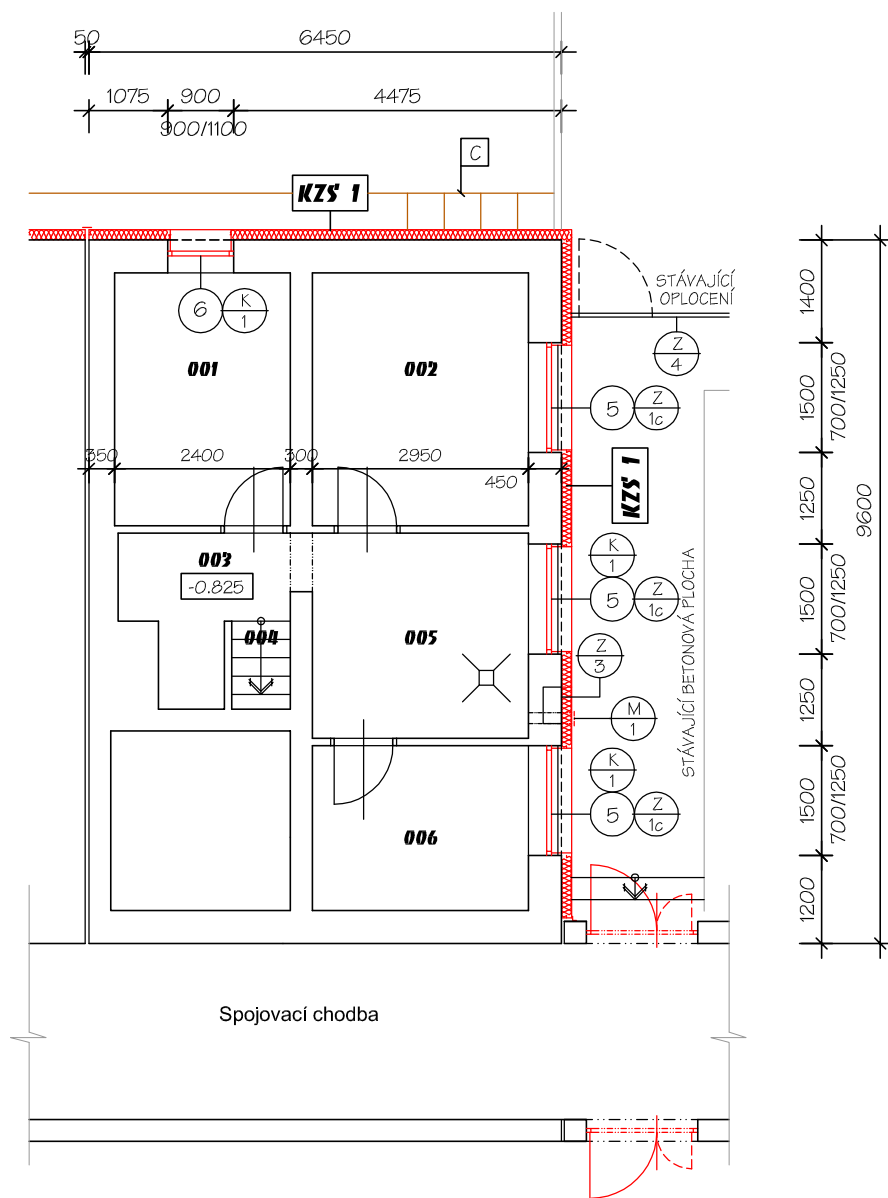 50
6450
1075
900
4475
900/1100
C
KZS 1
STÁVAJÍCÍ
OPLOCENÍ
6
K
1
Z
4
001
002
5
Z
1c
1400
1500
700/1250
350
2400
300
2950
450
KZS 1
1250
9600
003
-0.825
004
005
K
1
5
Z
1c
Z
3
M
1
STÁVAJÍCÍ BETONOVÁ PLOCHA
1500
700/1250
1250
006
K
1
5
Z
1c
1500
700/1250
1200
Spojovací chodba